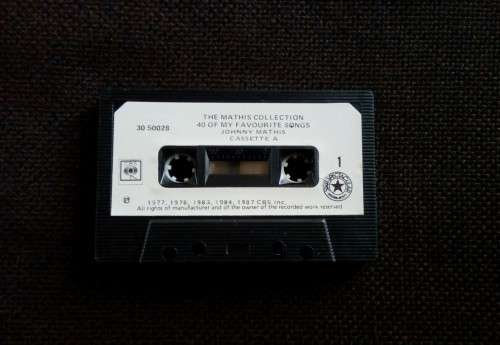 THE MATHIS COLLECTION
40 OF MY FAVOURITE SONGS
30 50028
JOHNNY MATHIS
CASSETTE A
CBS
1
℗ 1977, 1978, 1983, 1984, 1987 CBS Inc.
All rights of manufacturer and of the owner of the recorded work reserved